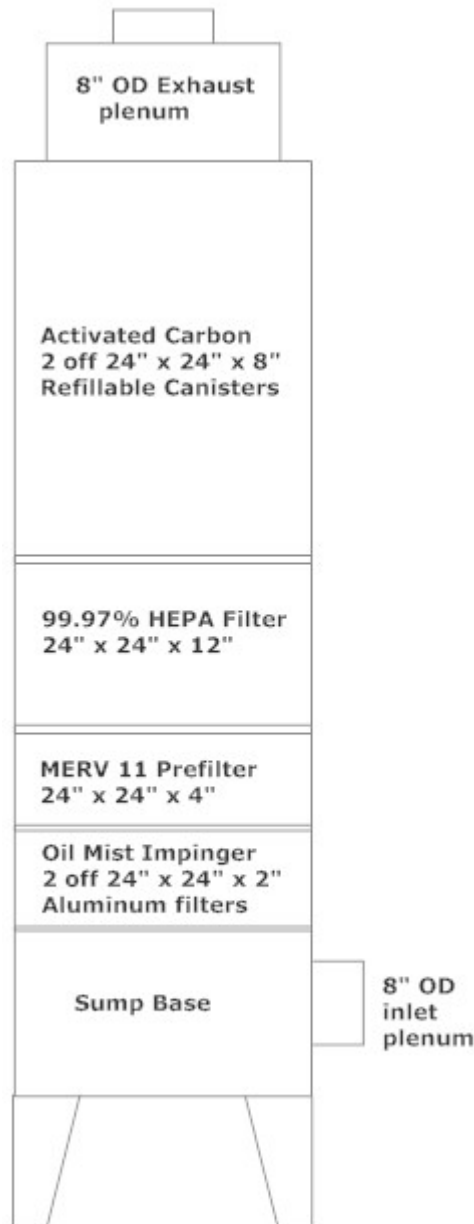 8" OD Exhaust
plenum
Activated Carbon
2 off 24" x 24" x 8"
Refillable Canisters
99.97% HEPA Filter
24" x 24" x 12"
MERV 11 Prefilter
24" x 24" x 4"
Oil Mist Impinger
2 off 24" x 24" x 2"
Aluminum filters
Sump Base
8" OD
inlet
plenum